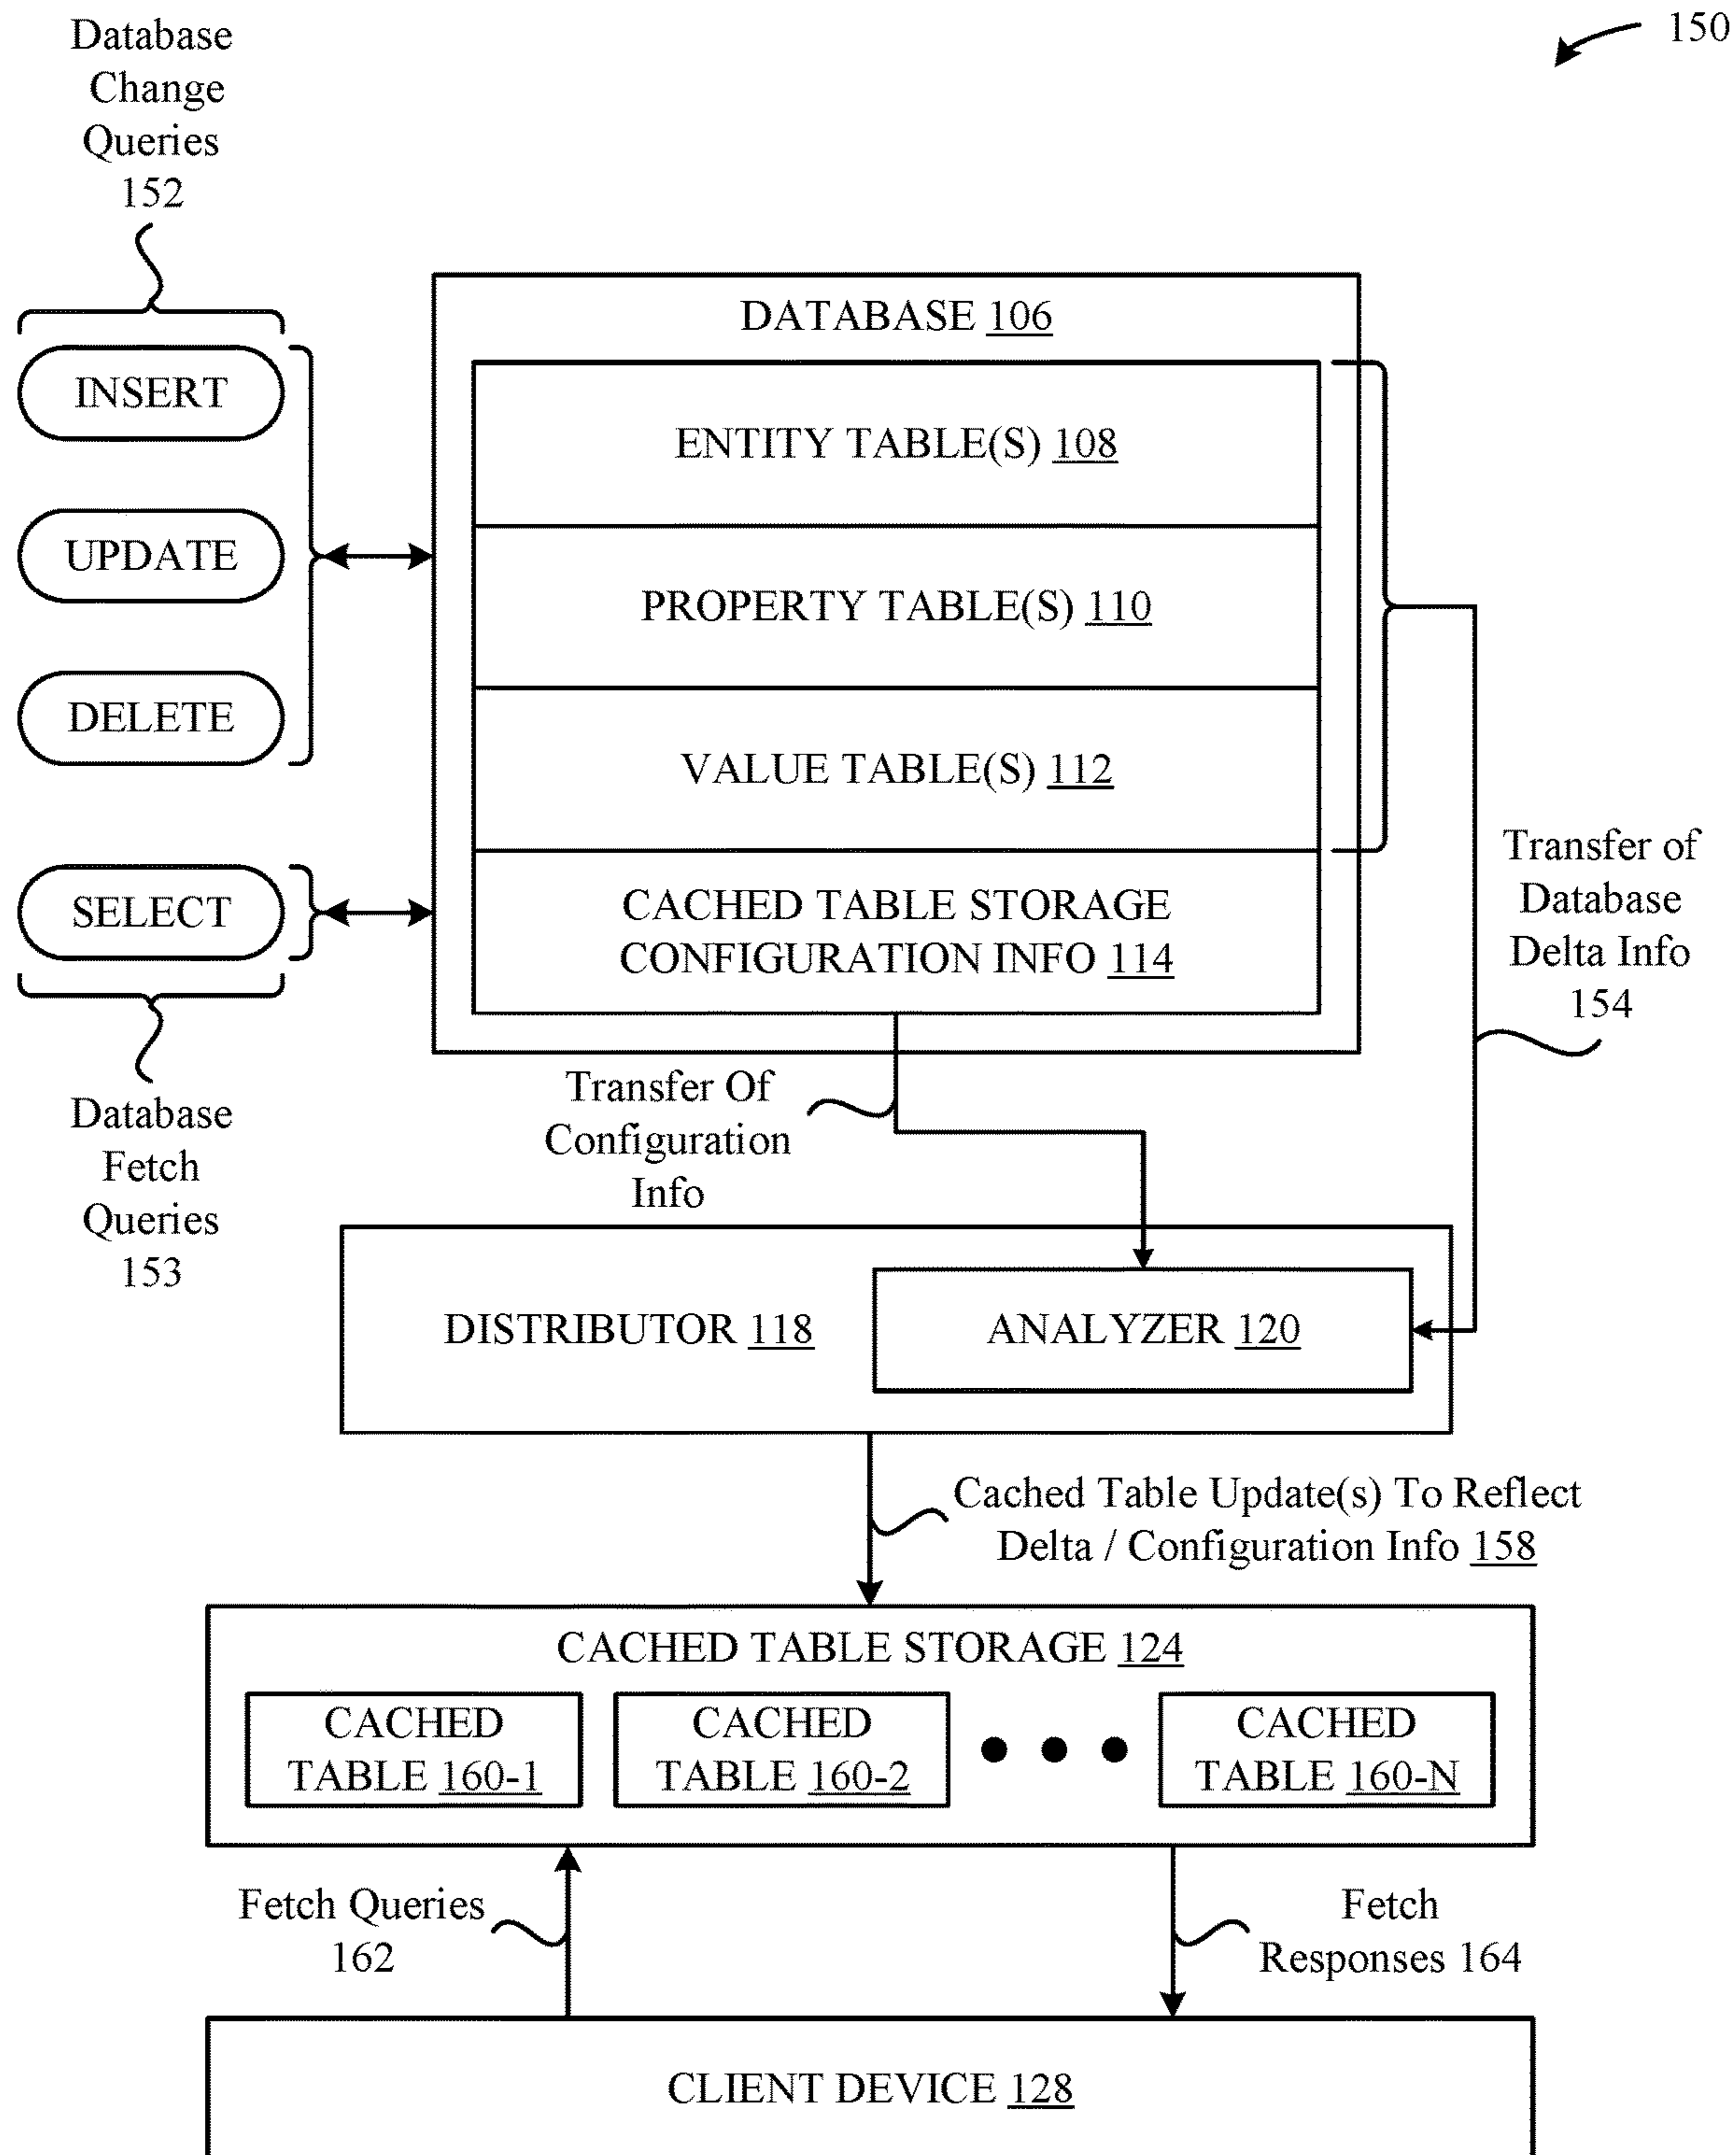 150
Database
Change
Queries
152
DATABASE 106
INSERT
ENTITY TABLE(S) 108
UPDATE
PROPERTY TABLE(S) 110
DELETE
VALUE TABLE(S) 112
Transfer of
Database
Delta Info
154
SELECT
CACHED TABLE STORAGE
CONFIGURATION INFO 114
Database
Fetch
Queries
153
Transfer Of
Configuration
Info
DISTRIBUTOR 118
ANALYZER 120
Cached Table Update(s) To Reflect
Delta / Configuration Info 158
CACHED TABLE STORAGE 124
CACHED
TABLE 160-1
CACHED
TABLE 160-2
CACHED
TABLE 160-N
Fetch Queries
162
Fetch
Responses 164
CLIENT DEVICE 128